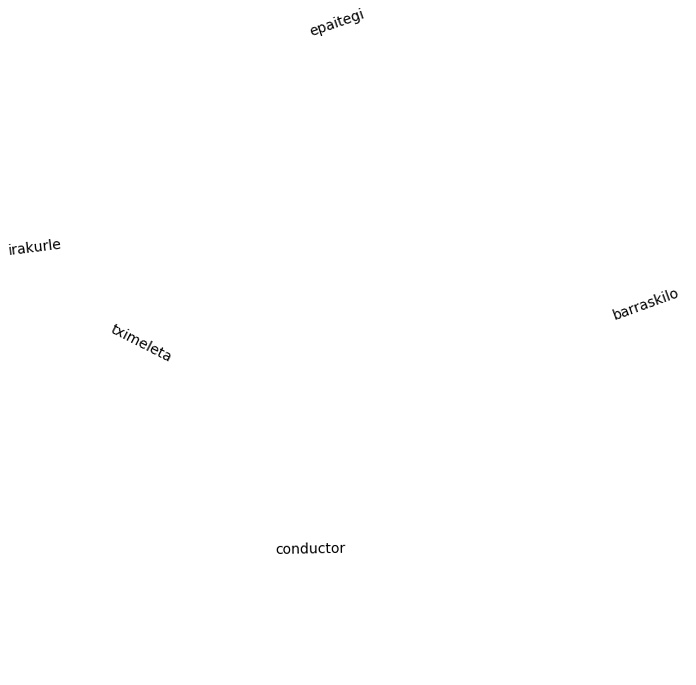 epaitegi
irakurle
barraskilo
tximeleta
conductor